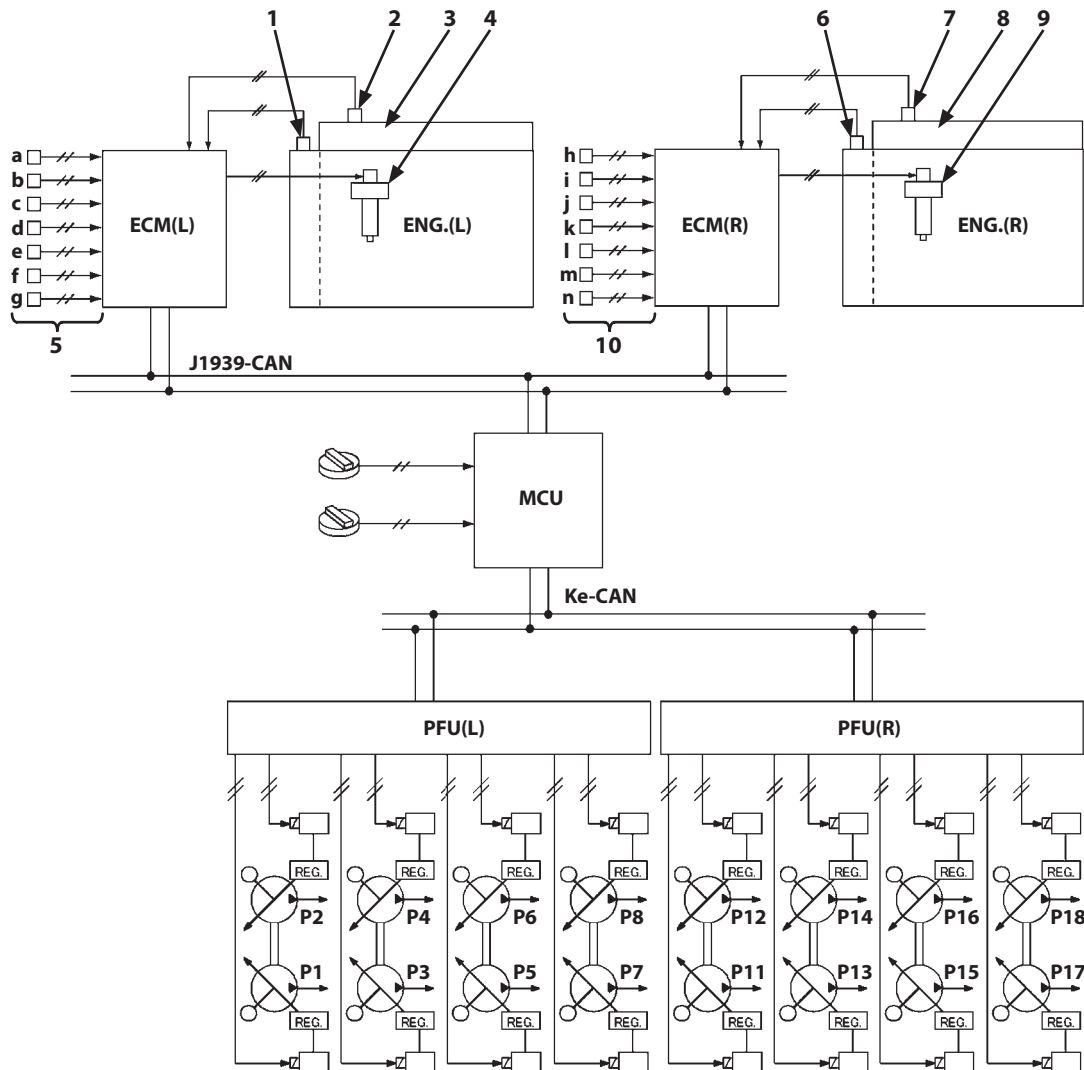 1 2 3 4 6 7 8 9
a
b
c
d
e
f
g
ECM(L)
ENG.(L)
5
h
i
j
k
l
m
n
ECM(R)
ENG.(R)
10
J1939-CAN
MCU
Ke-CAN
PFU(L) PFU(R)
REG. REG. REG. REG. REG. REG. REG. REG.
P2 P4 P6 P8 P12 P14 P16 P18
P1 P3 P5 P7 P11 P13 P15 P17
REG. REG. REG. REG. REG. REG. REG. REG.